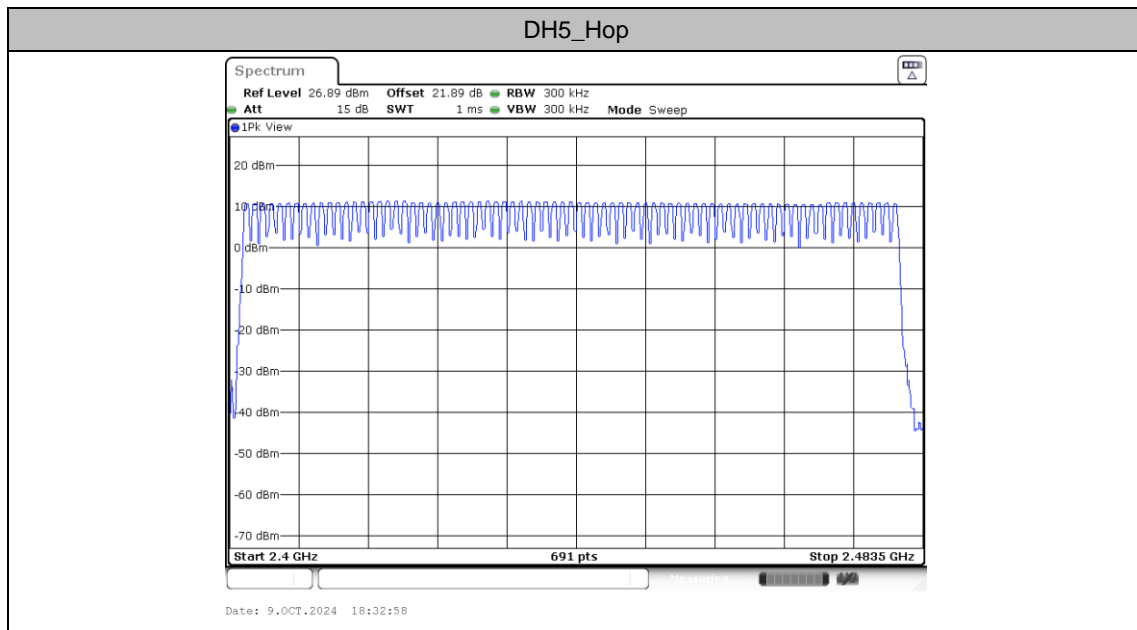 DH5_Hop
Spectrum
Ref Level 26.89 dBm Offset 21.89 dB RBW 300 kHz
Att 15 dB SWT 1 ms VBW 300 kHz Mode Sweep
1Pk View
20 dBm
10 dBm
0 dBm
-10 dBm
-20 dBm
-30 dBm
-40 dBm
-50 dBm
-60 dBm
-70 dBm
Start 2.4 GHz 691 pts Stop 2.4835 GHz
Measuring...
Date: 9.OCT.2024 18:32:58